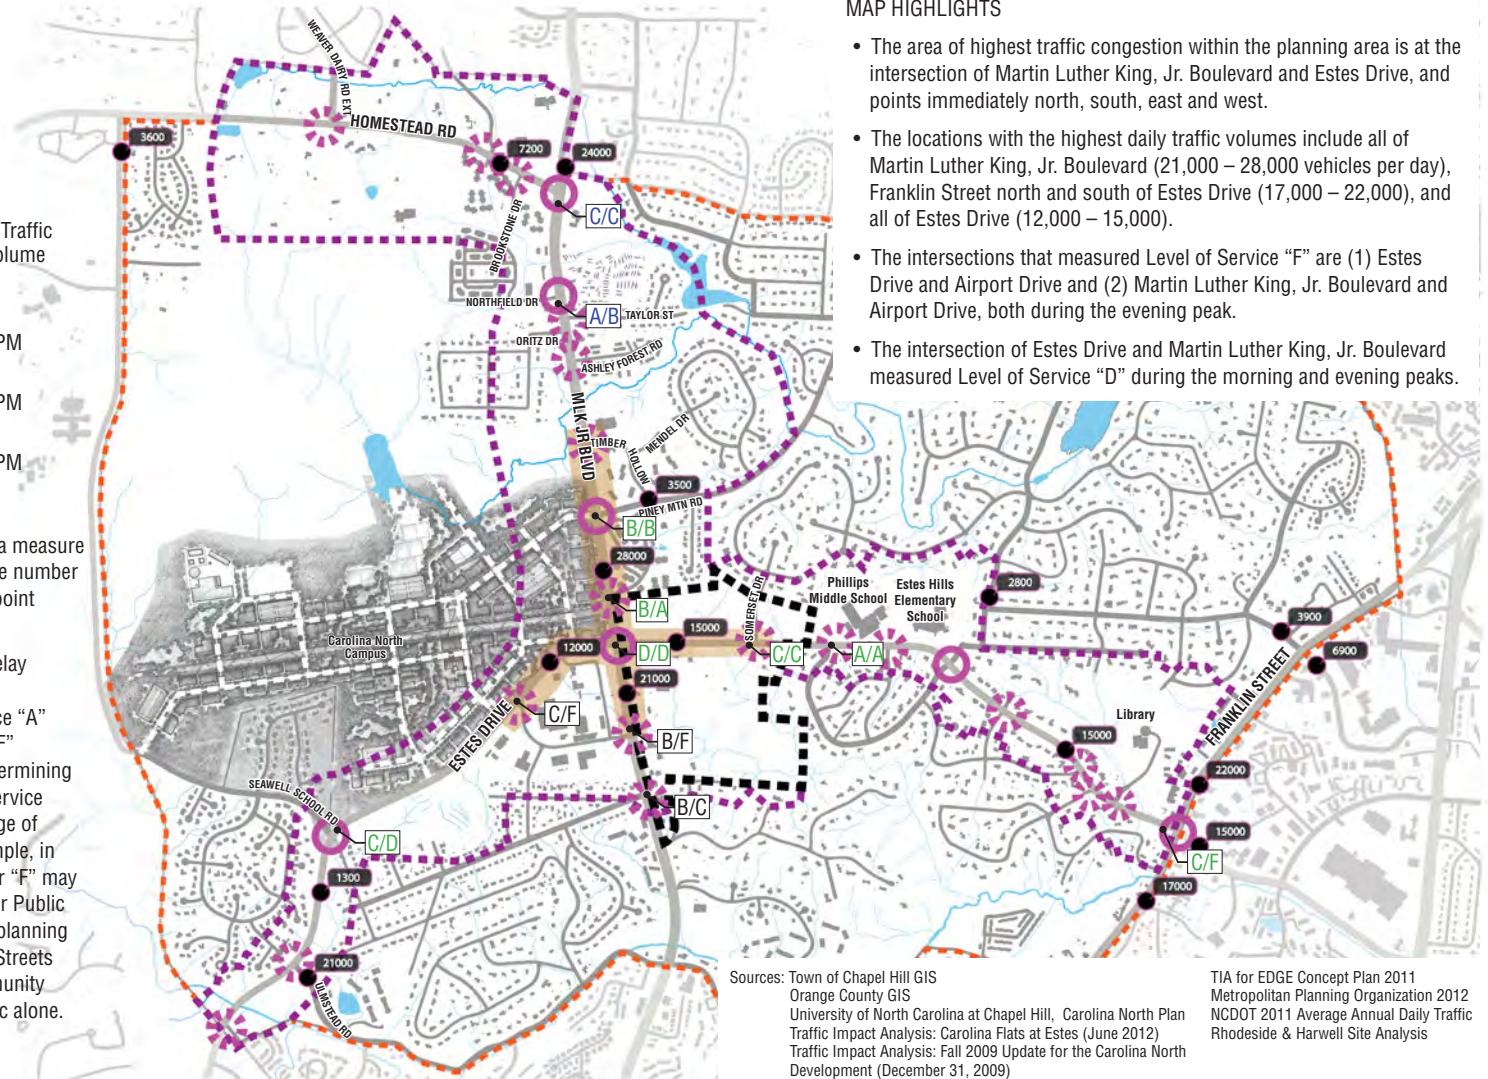 MAP HIGHLIGHTS
• The area of highest traffic congestion within the planning area is at the
intersection of Martin Luther King, Jr. Boulevard and Estes Drive, and
points immediately north, south, east and west.
• The locations with the highest daily traffic volumes include all of
Martin Luther King, Jr. Boulevard (21,000 – 28,000 vehicles per day),
Franklin Street north and south of Estes Drive (17,000 – 22,000), and
all of Estes Drive (12,000 – 15,000).
• The intersections that measured Level of Service “F” are (1) Estes
Drive and Airport Drive and (2) Martin Luther King, Jr. Boulevard and
Airport Drive, both during the evening peak.
• The intersection of Estes Drive and Martin Luther King, Jr. Boulevard
measured Level of Service “D” during the morning and evening peaks.
Traffic
olume
PM
PM
PM
a measure
e number
point
elay
ce “A”
F”
ermining
ervice
ge of
mple, in
r “F” may
r Public
planning
Streets
munity
c alone.
WEAVER DAIRY RD EXT
HOMESTEAD RD
3600
7200
24000
C/C
BROOKSTONE DR
NORTHFIELD DR
A/B
TAYLOR ST
ORITZ DR
ASHLEY FOREST RD
MLK JR BLVD
TIMBER
HOLLOW
MENDEL DR
3500
PINEY MTN RD
B/B
28000
B/A
SOMERSET DR
Phillips
Middle School
Estes Hills
Elementary
School
2800
3900
6900
Carolina North
Campus
12000
15000
D/D
C/C
A/A
21000
C/F
B/F
ESTES DRIVE
FRANKLIN STREET
Library
15000
22000
SEAWELL SCHOOL RD
B/C
C/D
15000
C/F
1300
17000
21000
ULMSTEAD RD
Sources: Town of Chapel Hill GIS
Orange County GIS
University of North Carolina at Chapel Hill, Carolina North Plan
Traffic Impact Analysis: Carolina Flats at Estes (June 2012)
Traffic Impact Analysis: Fall 2009 Update for the Carolina North
Development (December 31, 2009)
TIA for EDGE Concept Plan 2011
Metropolitan Planning Organization 2012
NCDOT 2011 Average Annual Daily Traffic
Rhodeside & Harwell Site Analysis